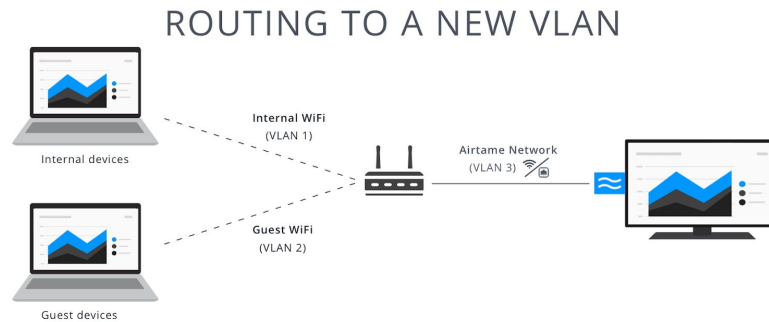 ROUTING TO A NEW VLAN
Internal WiFi
(VLAN 1)
Internal devices
Airtame Network
(VLAN 3)
Guest WiFi
(VLAN 2)
Guest devices